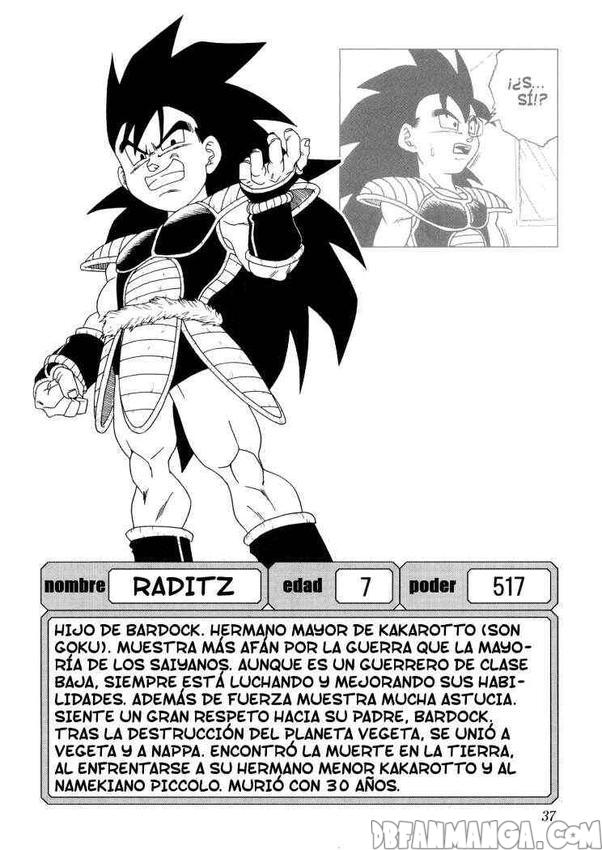 ¡¿S...
SÍ!?
nombre RADITZ edad 7 poder 517
HIJO DE BARDOCK. HERMANO MAYOR DE KAKAROTTO (SON
GOKU). MUESTRA MÁS AFÁN POR LA GUERRA QUE LA MAYO-
RÍA DE LOS SAIYANOS. AUNQUE ES UN GUERRERO DE CLASE
BAJA, SIEMPRE ESTÁ LUCHANDO Y MEJORANDO SUS HABI-
LIDADES. ADEMÁS DE FUERZA MUESTRA MUCHA ASTUCIA.
SIENTE UN GRAN RESPETO HACIA SU PADRE, BARDOCK.
TRAS LA DESTRUCCIÓN DEL PLANETA VEGETA, SE UNIÓ A
VEGETA Y A NAPPA. ENCONTRÓ LA MUERTE EN LA TIERRA,
AL ENFRENTARSE A SU HERMANO MENOR KAKAROTTO Y AL
NAMEKIANO PICCOLO. MURIÓ CON 30 AÑOS.
37
DBFANMANGA.COM